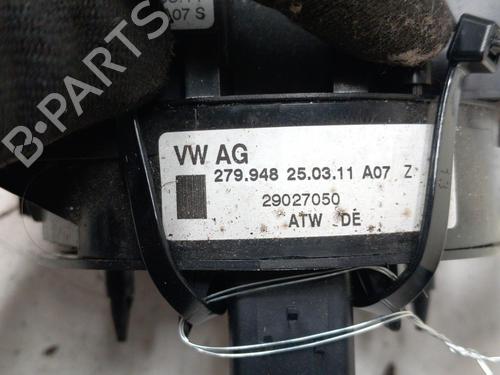 07 S
B-PARTS
VW AG
279.948 25.03.11 A07 Z
29027050
ATW DE